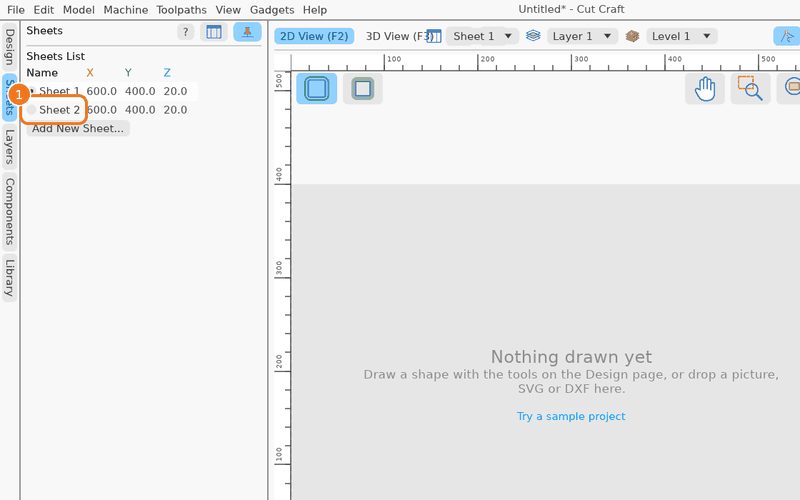 File Edit Model Machine Toolpaths View Gadgets Help
Untitled* - Cut Craft
Design
Sheets
Layers
Components
Library
Sheets
?
Sheets List
Name X Y Z
Sheet 1 600.0 400.0 20.0
1
Sheet 2 600.0 400.0 20.0
Add New Sheet...
2D View (F2) 3D View (F3) Sheet 1 Layer 1 Level 1
100 200 300 400 500
500
400
300
200
100
Nothing drawn yet
Draw a shape with the tools on the Design page, or drop a picture,
SVG or DXF here.
Try a sample project